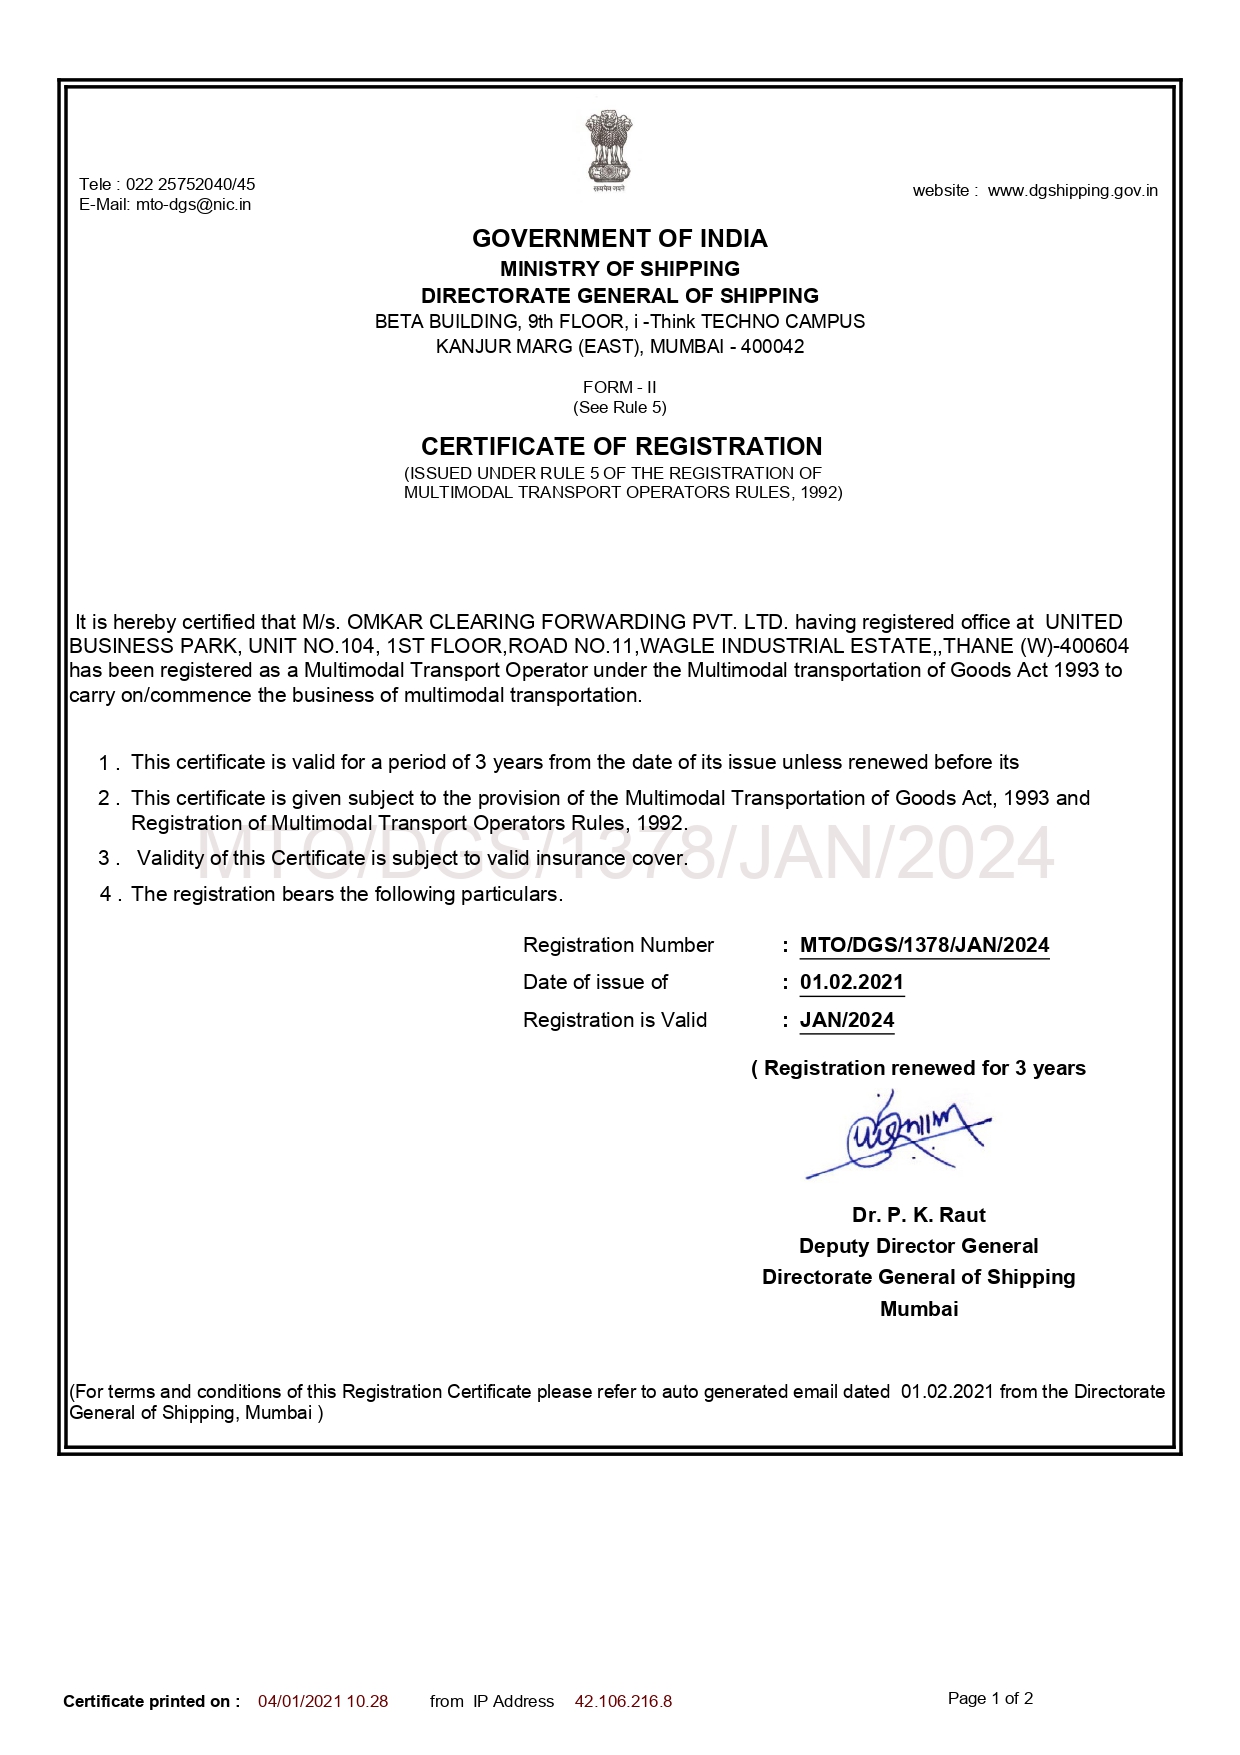 सत्यमेव जयते
Tele : 022 25752040/45
E-Mail: mto-dgs@nic.in
website : www.dgshipping.gov.in
GOVERNMENT OF INDIA
MINISTRY OF SHIPPING
DIRECTORATE GENERAL OF SHIPPING
BETA BUILDING, 9th FLOOR, i -Think TECHNO CAMPUS
KANJUR MARG (EAST), MUMBAI - 400042
FORM - II
(See Rule 5)
CERTIFICATE OF REGISTRATION
(ISSUED UNDER RULE 5 OF THE REGISTRATION OF
MULTIMODAL TRANSPORT OPERATORS RULES, 1992)
It is hereby certified that M/s. OMKAR CLEARING FORWARDING PVT. LTD. having registered office at UNITED
BUSINESS PARK, UNIT NO.104, 1ST FLOOR,ROAD NO.11,WAGLE INDUSTRIAL ESTATE,,THANE (W)-400604
has been registered as a Multimodal Transport Operator under the Multimodal transportation of Goods Act 1993 to
carry on/commence the business of multimodal transportation.
1 . This certificate is valid for a period of 3 years from the date of its issue unless renewed before its
2 . This certificate is given subject to the provision of the Multimodal Transportation of Goods Act, 1993 and
Registration of Multimodal Transport Operators Rules, 1992.
MTO/DGS/1378/JAN/2024
3 . Validity of this Certificate is subject to valid insurance cover.
4 . The registration bears the following particulars.
Registration Number : MTO/DGS/1378/JAN/2024
Date of issue of : 01.02.2021
Registration is Valid : JAN/2024
( Registration renewed for 3 years
Dr. P. K. Raut
Deputy Director General
Directorate General of Shipping
Mumbai
(For terms and conditions of this Registration Certificate please refer to auto generated email dated 01.02.2021 from the Directorate
General of Shipping, Mumbai )
Certificate printed on : 04/01/2021 10.28 from IP Address 42.106.216.8
Page 1 of 2